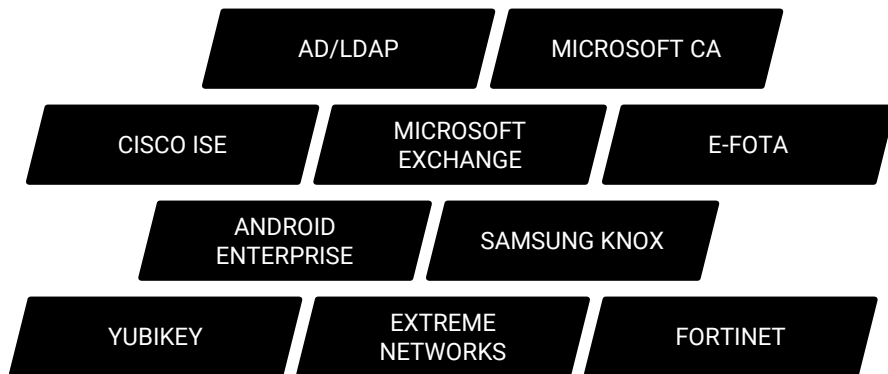 AD/LDAP
MICROSOFT CA
CISCO ISE
MICROSOFT
EXCHANGE
E-FOTA
ANDROID
ENTERPRISE
SAMSUNG KNOX
YUBIKEY
EXTREME
NETWORKS
FORTINET